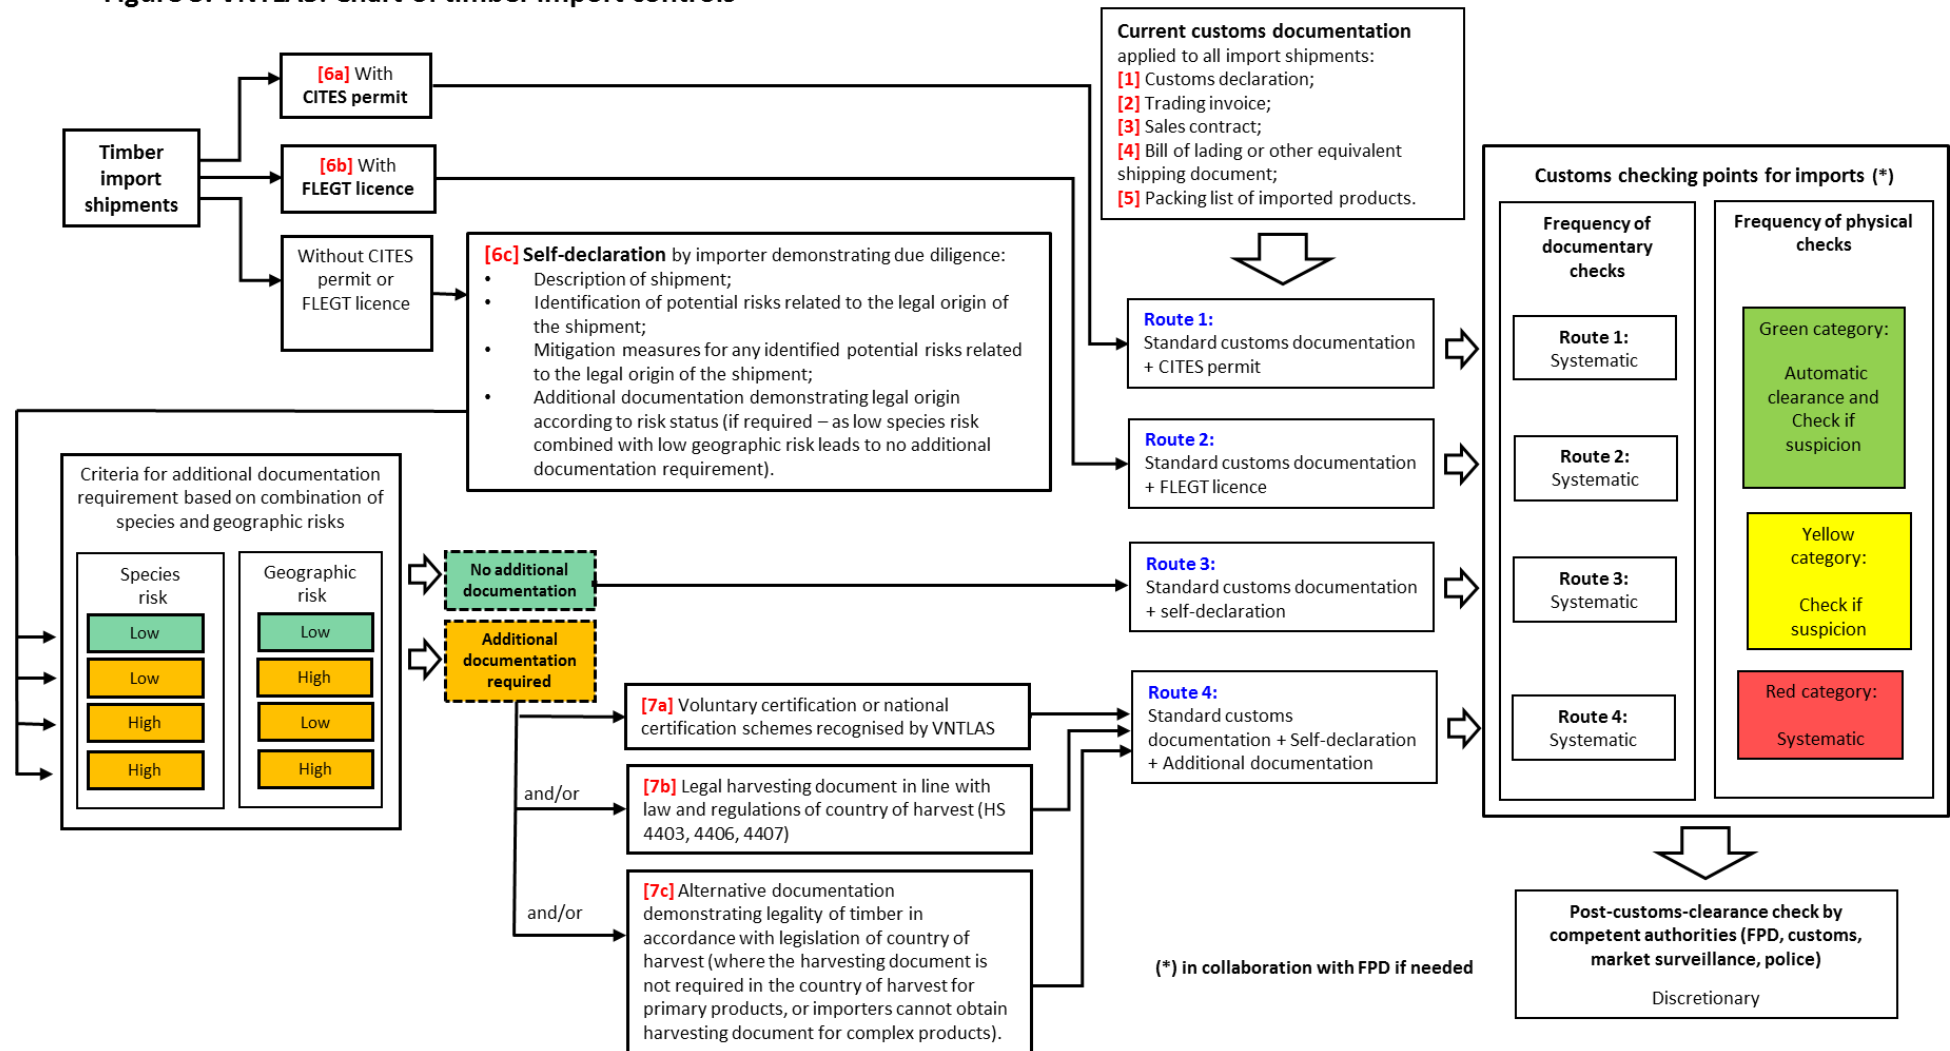 Figure 3: VNTLAS: Chart of timber import controls
Timber
import
shipments
[6a] With
CITES permit
[6b] With
FLEGT licence
Without CITES
permit or
FLEGT licence
[6c] Self-declaration by importer demonstrating due diligence:
• Description of shipment;
• Identification of potential risks related to the legal origin of
the shipment;
• Mitigation measures for any identified potential risks related
to the legal origin of the shipment;
• Additional documentation demonstrating legal origin
according to risk status (if required – as low species risk
combined with low geographic risk leads to no additional
documentation requirement).
Current customs documentation
applied to all import shipments:
[1] Customs declaration;
[2] Trading invoice;
[3] Sales contract;
[4] Bill of lading or other equivalent
shipping document;
[5] Packing list of imported products.
Criteria for additional documentation
requirement based on combination of
species and geographic risks
Species
risk
Low
Low
High
High
Geographic
risk
Low
High
Low
High
No additional
documentation
Additional
documentation
required
[7a] Voluntary certification or national
certification schemes recognised by VNTLAS
and/or
[7b] Legal harvesting document in line with
law and regulations of country of harvest (HS
4403, 4406, 4407)
and/or
[7c] Alternative documentation
demonstrating legality of timber in
accordance with legislation of country of
harvest (where the harvesting document is
not required in the country of harvest for
primary products, or importers cannot obtain
harvesting document for complex products).
Route 1:
Standard customs documentation
+ CITES permit
Route 2:
Standard customs documentation
+ FLEGT licence
Route 3:
Standard customs documentation
+ self-declaration
Route 4:
Standard customs
documentation + Self-declaration
+ Additional documentation
Customs checking points for imports (*)
Frequency of
documentary
checks
Route 1:
Systematic
Route 2:
Systematic
Route 3:
Systematic
Route 4:
Systematic
Frequency of physical
checks
Green category:
Automatic
clearance and
Check if
suspicion
Yellow
category:
Check if
suspicion
Red category:
Systematic
(*) in collaboration with FPD if needed
Post-customs-clearance check by
competent authorities (FPD, customs,
market surveillance, police)
Discretionary